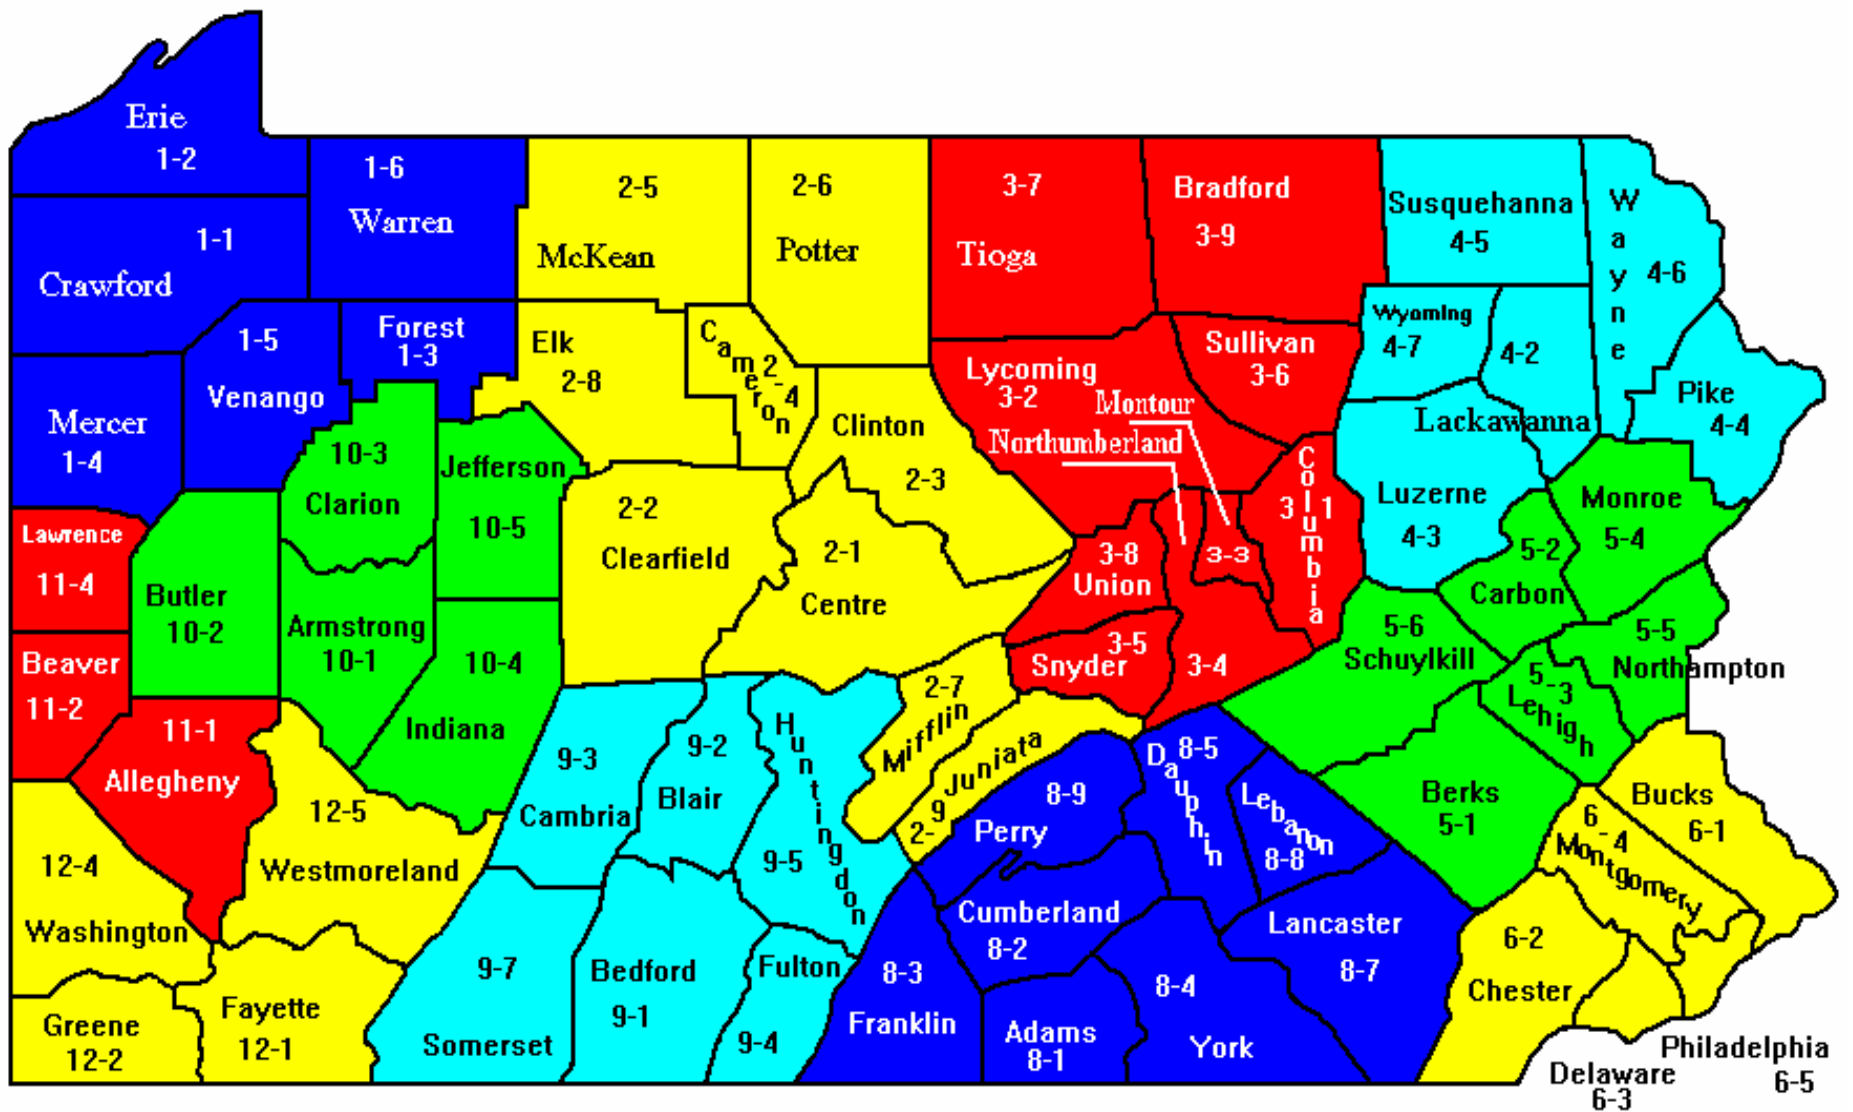 Erie
1-2
1-6
Warren
2-5
McKean
2-6
Potter
3-7
Tioga
Bradford
3-9
Susquehanna
4-5
Wayne
4-6
1-1
Crawford
1-5
Venango
Forest
1-3
Elk
2-8
Cameron
2-4
Clinton
2-3
Lycoming
3-2
Sullivan
3-6
Montour
Northumberland
Wyoming
4-7
4-2
Lackawanna
Pike
4-4
Mercer
1-4
10-3
Clarion
Jefferson
10-5
2-2
Clearfield
2-1
Centre
3-8
Union
3-3
Columbia
3 1
Luzerne
4-3
5-2
Carbon
Monroe
5-4
Lawrence
11-4
Butler
10-2
Armstrong
10-1
10-4
Indiana
3-5
Snyder
3-4
5-6
Schuylkill
5-5
Northampton
5-3
Lehigh
Beaver
11-2
11-1
Allegheny
9-3
Cambria
9-2
Blair
Huntingdon
9-5
2-7
Mifflin
Juniata
2-9
8-9
Perry
Dauphin
8-5
Lebanon
8-8
Berks
5-1
Bucks
6-1
6-4
Montgomery
12-5
Westmoreland
12-4
Washington
9-7
Somerset
Bedford
9-1
Fulton
9-4
8-3
Franklin
Cumberland
8-2
Adams
8-1
8-4
York
Lancaster
8-7
6-2
Chester
Greene
12-2
Fayette
12-1
Philadelphia
6-5
Delaware
6-3